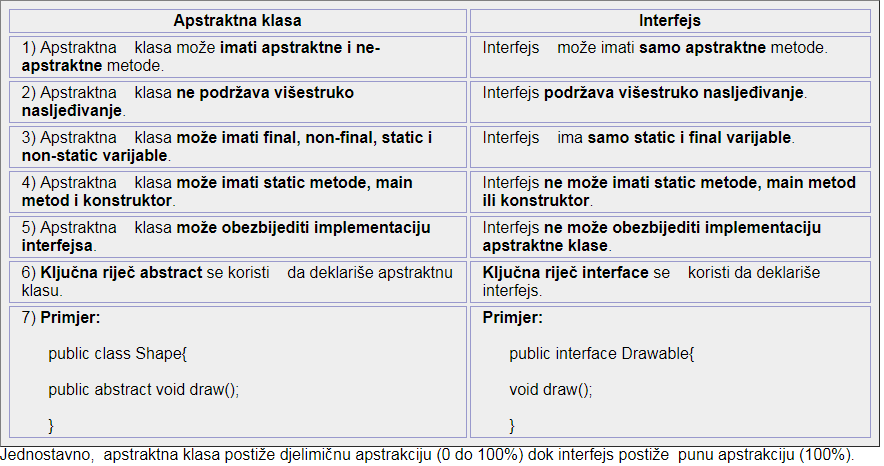 Apstraktna klasa
Interfejs
1) Apstraktna klasa može imati apstraktne i ne-
apstraktne metode.
Interfejs može imati samo apstraktne metode.
2) Apstraktna klasa ne podržava višestruko
nasljeđivanje.
Interfejs podržava višestruko nasljeđivanje.
3) Apstraktna klasa može imati final, non-final, static i
non-static varijable.
Interfejs ima samo static i final varijable.
4) Apstraktna klasa može imati static metode, main
metod i konstruktor.
Interfejs ne može imati static metode, main metod
ili konstruktor.
5) Apstraktna klasa može obezbijediti implementaciju
interfejsa.
Interfejs ne može obezbijediti implementaciju
apstraktne klase.
6) Ključna riječ abstract se koristi da deklariše apstraktnu
klasu.
Ključna riječ interface se koristi da deklariše
interfejs.
7) Primjer:
public class Shape{
public abstract void draw();
}
Primjer:
public interface Drawable{
void draw();
}
Jednostavno, apstraktna klasa postiže djelimičnu apstrakciju (0 do 100%) dok interfejs postiže punu apstrakciju (100%).